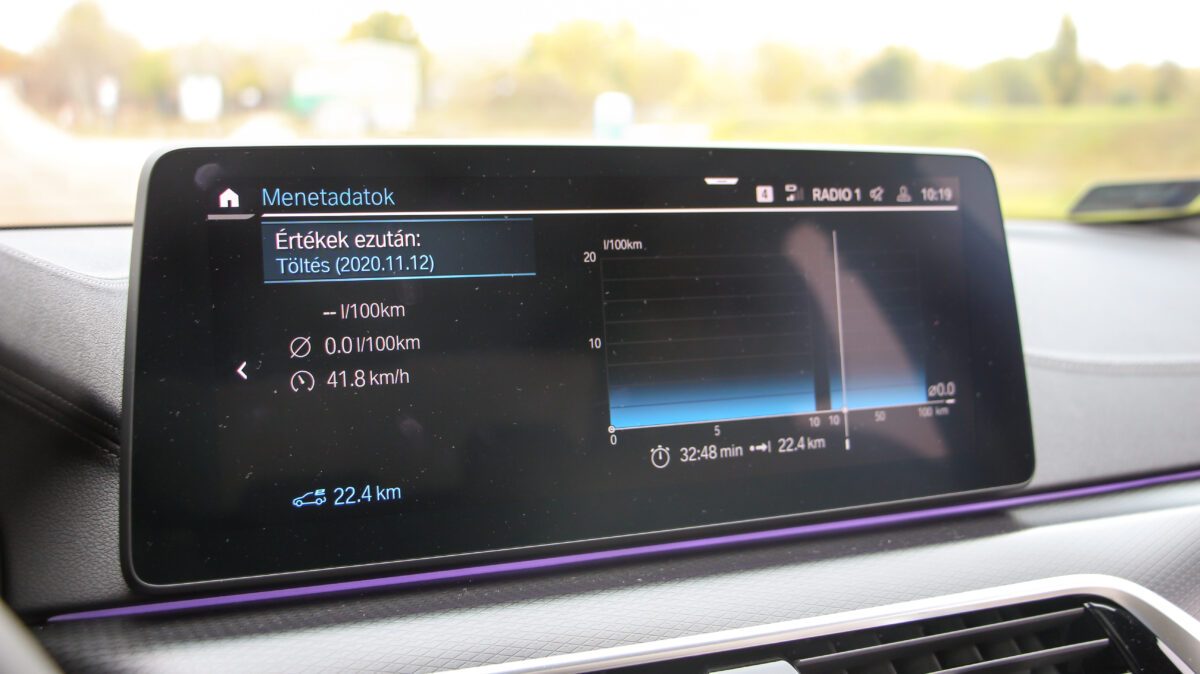 Menetadatok
4 RADIO 1 10:19
Értékek ezután:
Töltés (2020.11.12)
-- l/100km
Ø 0.0 l/100km
41.8 km/h
22.4 km
l/100km
20
10
ø0.0
0 5 10 10 50 100 km
32:48 min 22.4 km